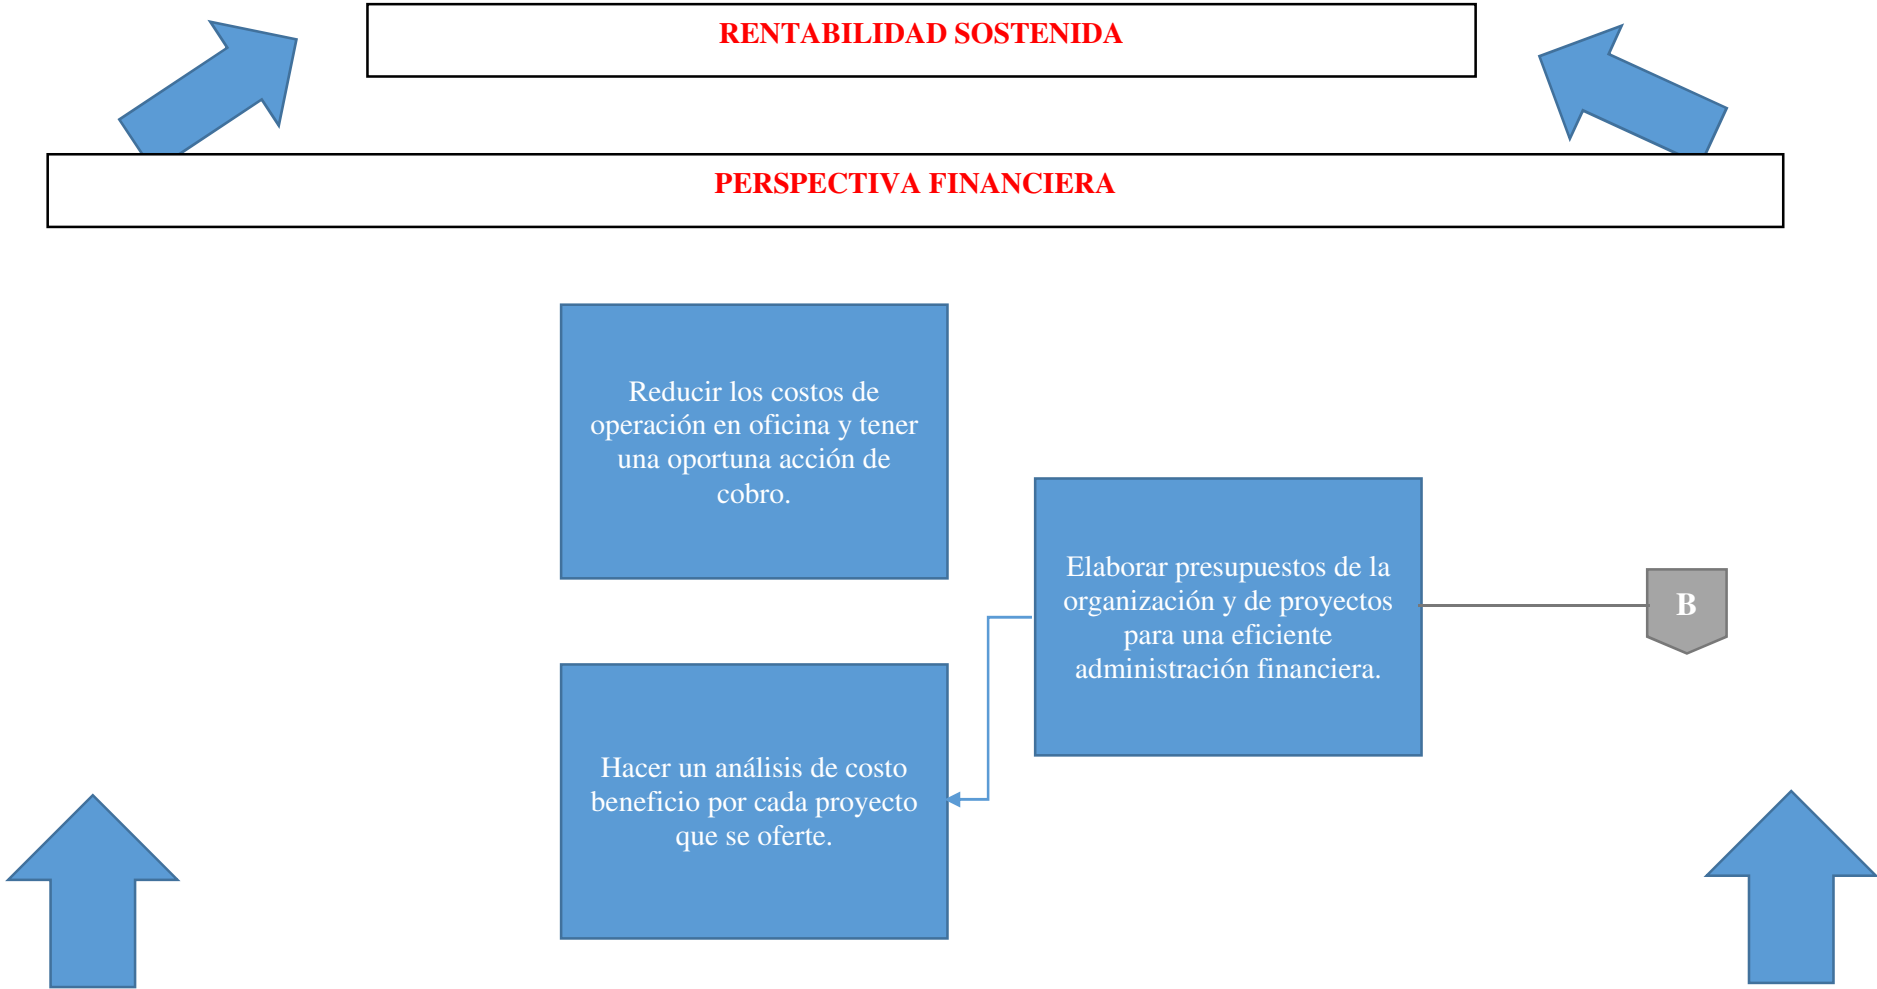 RENTABILIDAD SOSTENIDA
PERSPECTIVA FINANCIERA
Reducir los costos de
operación en oficina y tener
una oportuna acción de
cobro.
Elaborar presupuestos de la
organización y de proyectos
para una eficiente
administración financiera.
B
Hacer un análisis de costo
beneficio por cada proyecto
que se oferte.